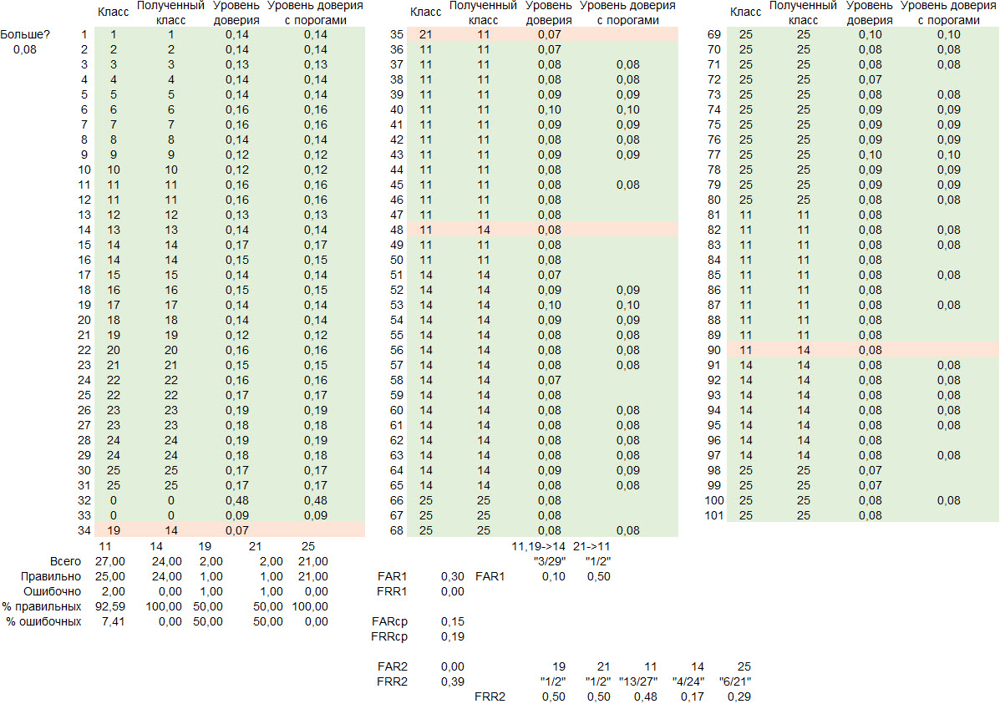 Класс Полученный класс Уровень доверия Уровень доверия с порогами Класс Полученный класс Уровень доверия Уровень доверия с порогами Класс Полученный класс Уровень доверия Уровень доверия с порогами
Больше? 1 1 1 0,14 0,14 35 21 11 0,07 69 25 25 0,10 0,10
0,08 2 2 2 0,14 0,14 36 11 11 0,07 70 25 25 0,08 0,08
3 3 3 0,13 0,13 37 11 11 0,08 0,08 71 25 25 0,08 0,08
4 4 4 0,14 0,14 38 11 11 0,08 0,08 72 25 25 0,07
5 5 5 0,14 0,14 39 11 11 0,09 0,09 73 25 25 0,08 0,08
6 6 6 0,16 0,16 40 11 11 0,10 0,10 74 25 25 0,09 0,09
7 7 7 0,16 0,16 41 11 11 0,09 0,09 75 25 25 0,09 0,09
8 8 8 0,14 0,14 42 11 11 0,08 0,08 76 25 25 0,09 0,09
9 9 9 0,12 0,12 43 11 11 0,09 0,09 77 25 25 0,10 0,10
10 10 10 0,12 0,12 44 11 11 0,08 78 25 25 0,09 0,09
11 11 11 0,16 0,16 45 11 11 0,08 0,08 79 25 25 0,09 0,09
12 11 11 0,16 0,16 46 11 11 0,08 80 25 25 0,08 0,08
13 12 12 0,13 0,13 47 11 11 0,08 81 11 11 0,08
14 13 13 0,14 0,14 48 11 14 0,08 82 11 11 0,08 0,08
15 14 14 0,17 0,17 49 11 11 0,08 83 11 11 0,08 0,08
16 14 14 0,15 0,15 50 11 11 0,08 84 11 11 0,08
17 15 15 0,14 0,14 51 14 14 0,07 85 11 11 0,08 0,08
18 16 16 0,15 0,15 52 14 14 0,09 0,09 86 11 11 0,08
19 17 17 0,14 0,14 53 14 14 0,10 0,10 87 11 11 0,08 0,08
20 18 18 0,14 0,14 54 14 14 0,09 0,09 88 11 11 0,08
21 19 19 0,12 0,12 55 14 14 0,08 0,08 89 11 11 0,08
22 20 20 0,16 0,16 56 14 14 0,08 0,08 90 11 14 0,08
23 21 21 0,15 0,15 57 14 14 0,08 0,08 91 14 14 0,08 0,08
24 22 22 0,16 0,16 58 14 14 0,07 92 14 14 0,08 0,08
25 22 22 0,17 0,17 59 14 14 0,08 93 14 14 0,08 0,08
26 23 23 0,19 0,19 60 14 14 0,08 0,08 94 14 14 0,08 0,08
27 23 23 0,18 0,18 61 14 14 0,08 0,08 95 14 14 0,08 0,08
28 24 24 0,19 0,19 62 14 14 0,08 0,08 96 14 14 0,08
29 24 24 0,18 0,18 63 14 14 0,08 0,08 97 14 14 0,08 0,08
30 25 25 0,17 0,17 64 14 14 0,09 0,09 98 25 25 0,07
31 25 25 0,17 0,17 65 14 14 0,08 0,08 99 25 25 0,07
32 0 0 0,48 0,48 66 25 25 0,08 100 25 25 0,08 0,08
33 0 0 0,09 0,09 67 25 25 0,08 101 25 25 0,08
34 19 14 0,07 68 25 25 0,08 0,08
11 14 19 21 25 11,19->14 21->11
Всего 27,00 24,00 2,00 2,00 21,00 "3/29" "1/2"
Правильно 25,00 24,00 1,00 1,00 21,00 FAR1 0,30 FAR1 0,10 0,50
Ошибочно 2,00 0,00 1,00 1,00 0,00 FRR1 0,00
% правильных 92,59 100,00 50,00 50,00 100,00
% ошибочных 7,41 0,00 50,00 50,00 0,00 FARср 0,15
FRRср 0,19
FAR2 0,00 19 21 11 14 25
FRR2 0,39 "1/2" "1/2" "13/27" "4/24" "6/21"
FRR2 0,50 0,50 0,48 0,17 0,29